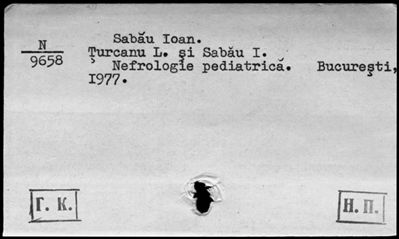 Sabău Ioan.
N
9658
Țurcanu L. și Sabău I.
Nefrologie pediatrică. București,
1977.
Г. К.
Н. П.